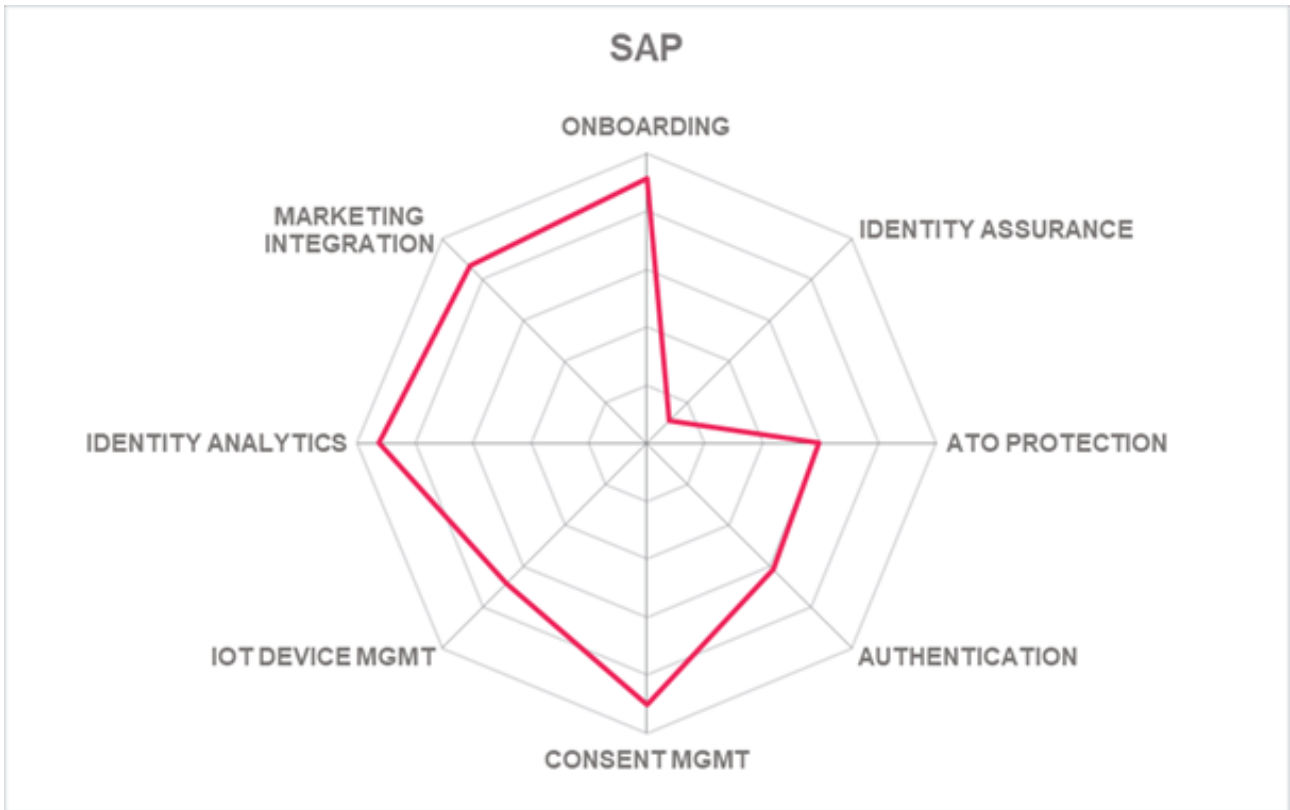 SAP
ONBOARDING
MARKETING
INTEGRATION
IDENTITY ASSURANCE
IDENTITY ANALYTICS
ATO PROTECTION
IOT DEVICE MGMT
AUTHENTICATION
CONSENT MGMT